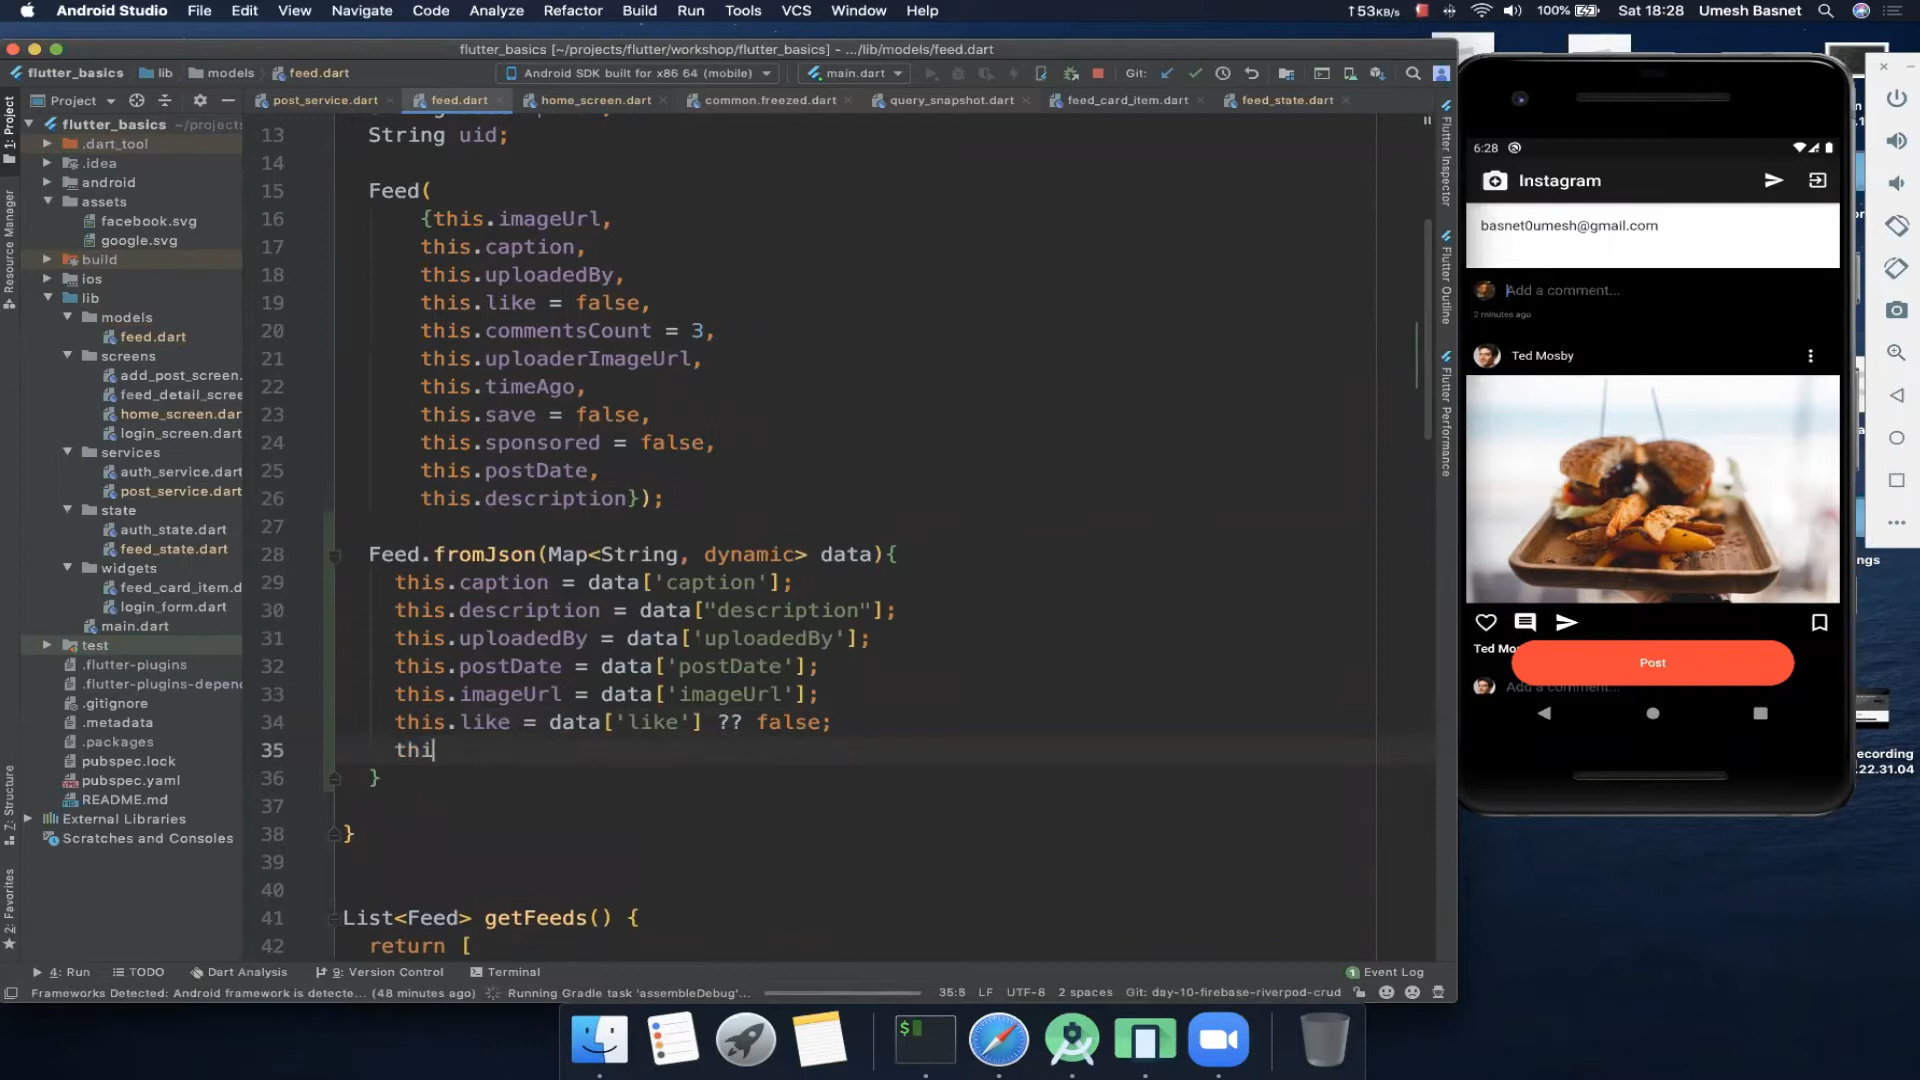 Android Studio File Edit View Navigate Code Analyze Refactor Build Run Tools VCS Window Help
53KB/s 100% Sat 18:28 Umesh Basnet
flutter_basics [~/projects/flutter/workshop/flutter_basics] - .../lib/models/feed.dart
flutter_basics lib models feed.dart
Android SDK built for x86 64 (mobile) main.dart Git:
Project
post_service.dart feed.dart home_screen.dart common.freezed.dart query_snapshot.dart feed_card_item.dart feed_state.dart
1: Project
Resource Manager
Z: Structure
2: Favorites
flutter_basics ~/projects
.dart_tool
.idea
android
assets
facebook.svg
google.svg
build
ios
lib
models
feed.dart
screens
add_post_screen.
feed_detail_scree
home_screen.dar
login_screen.dart
services
auth_service.dart
post_service.dart
state
auth_state.dart
feed_state.dart
widgets
feed_card_item.d
login_form.dart
main.dart
test
.flutter-plugins
.flutter-plugins-depend
.gitignore
.metadata
.packages
pubspec.lock
pubspec.yaml
README.md
External Libraries
Scratches and Consoles
13 String uid;
14
15 Feed(
16 {this.imageUrl,
17 this.caption,
18 this.uploadedBy,
19 this.like = false,
20 this.commentsCount = 3,
21 this.uploaderImageUrl,
22 this.timeAgo,
23 this.save = false,
24 this.sponsored = false,
25 this.postDate,
26 this.description});
27
28 Feed.fromJson(Map<String, dynamic> data){
29 this.caption = data['caption'];
30 this.description = data["description"];
31 this.uploadedBy = data['uploadedBy'];
32 this.postDate = data['postDate'];
33 this.imageUrl = data['imageUrl'];
34 this.like = data['like'] ?? false;
35 thi
36 }
37
38 }
39
40
41 List<Feed> getFeeds() {
42 return [
Flutter Inspector
Flutter Outline
Flutter Performance
4: Run TODO Dart Analysis 9: Version Control Terminal 1 Event Log
Frameworks Detected: Android framework is detecte... (48 minutes ago) Running Gradle task 'assembleDebug'... 35:8 LF UTF-8 2 spaces Git: day-10-firebase-riverpod-crud
6:28
Instagram
basnet0umesh@gmail.com
Add a comment...
2 minutes ago
Ted Mosby
Ted Mos
Post
Add a comment...
ngs
ecording
.22.31.04